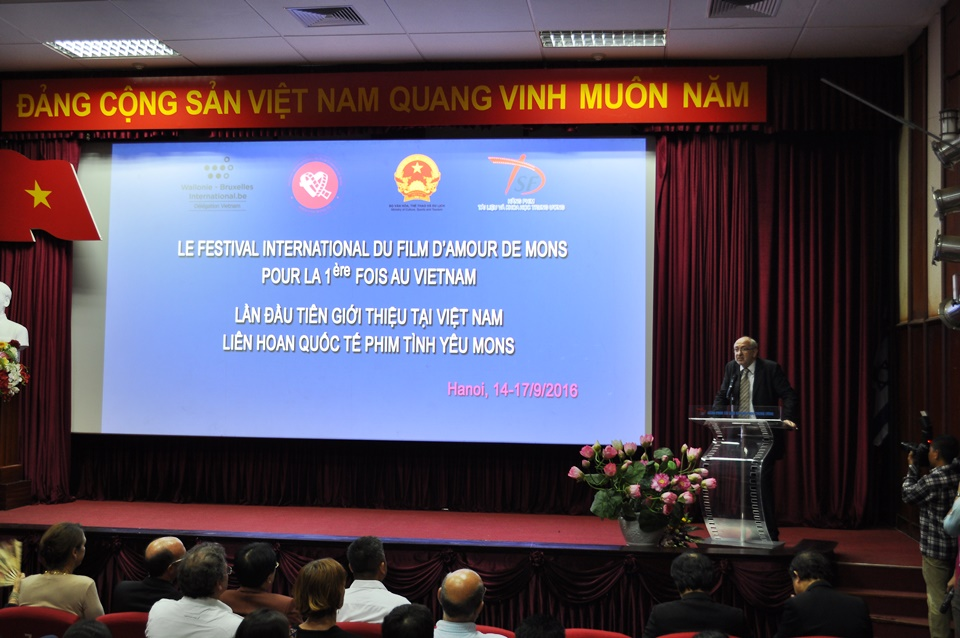 ĐẢNG CỘNG SẢN VIỆT NAM QUANG VINH MUÔN NĂM
Wallonie - Bruxelles
International.be
LE FESTIVAL INTERNATIONAL DU FILM D'AMOUR DE MONS
POUR LA 1ère FOIS AU VIETNAM
LẦN ĐẦU TIÊN GIỚI THIỆU TẠI VIỆT NAM
LIÊN HOAN QUỐC TẾ PHIM TÌNH YÊU MONS
Hanoi, 14-17/9/2016